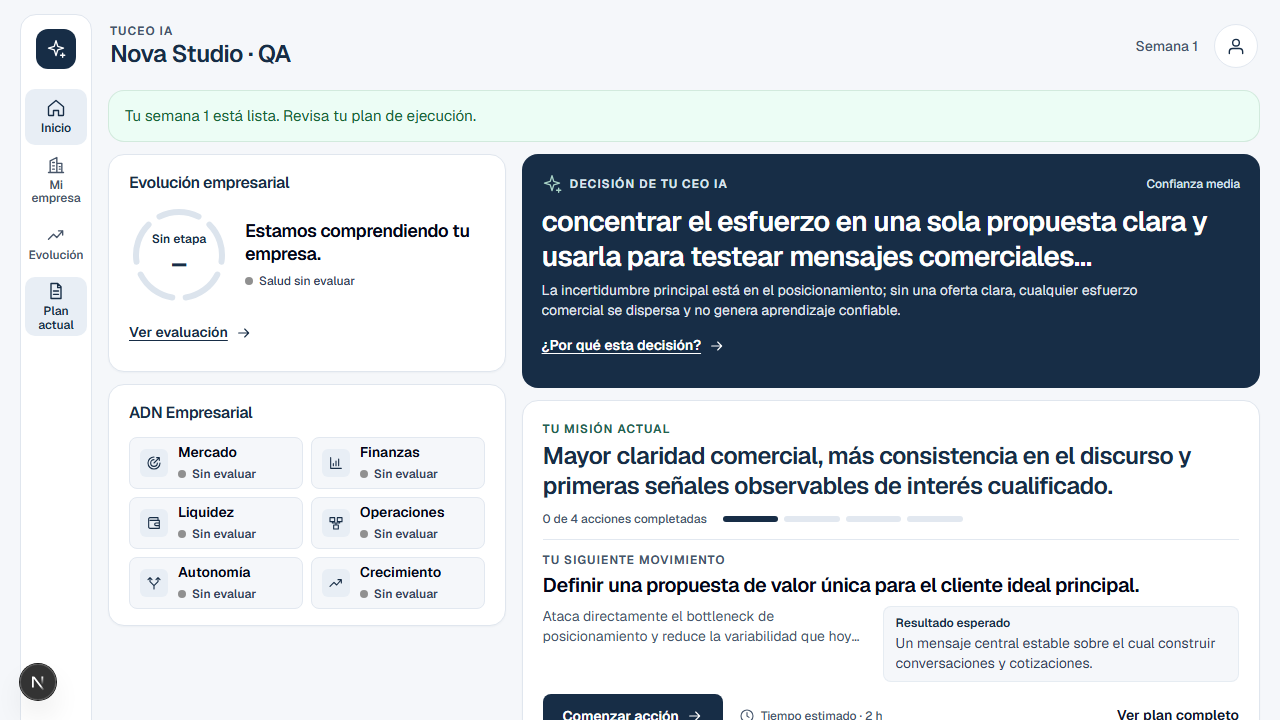 TUCEO IA
Nova Studio · QA
Semana 1
Inicio
Mi
empresa
Evolución
Plan
actual
Tu semana 1 está lista. Revisa tu plan de ejecución.
Evolución empresarial
Sin etapa
–
Estamos comprendiendo tu
empresa.
Salud sin evaluar
Ver evaluación →
ADN Empresarial
Mercado
Sin evaluar
Finanzas
Sin evaluar
Liquidez
Sin evaluar
Operaciones
Sin evaluar
Autonomía
Sin evaluar
Crecimiento
Sin evaluar
DECISIÓN DE TU CEO IA
Confianza media
concentrar el esfuerzo en una sola propuesta clara y
usarla para testear mensajes comerciales...
La incertidumbre principal está en el posicionamiento; sin una oferta clara, cualquier esfuerzo
comercial se dispersa y no genera aprendizaje confiable.
¿Por qué esta decisión? →
TU MISIÓN ACTUAL
Mayor claridad comercial, más consistencia en el discurso y
primeras señales observables de interés cualificado.
0 de 4 acciones completadas
TU SIGUIENTE MOVIMIENTO
Definir una propuesta de valor única para el cliente ideal principal.
Ataca directamente el bottleneck de
posicionamiento y reduce la variabilidad que hoy...
Resultado esperado
Un mensaje central estable sobre el cual construir
conversaciones y cotizaciones.
Comenzar acción →
Tiempo estimado · 2 h
Ver plan completo
N